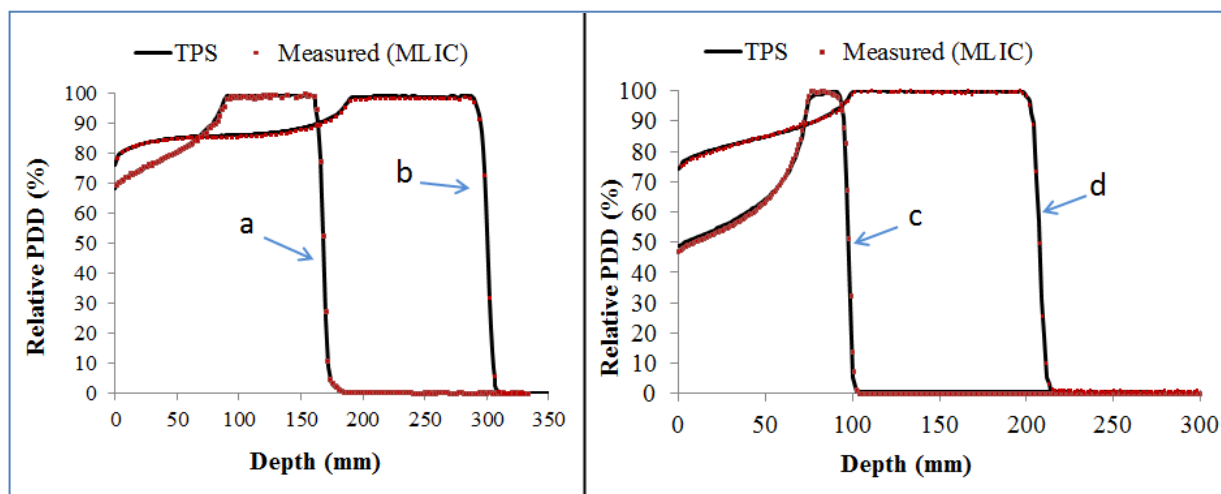 TPS Measured (MLIC)
Relative PDD (%)
100
90
80
70
60
50
40
30
20
10
0
a
b
0 50 100 150 200 250 300 350
Depth (mm)
TPS Measured (MLIC)
Relative PDD (%)
100
90
80
70
60
50
40
30
20
10
0
c
d
0 50 100 150 200 250 300
Depth (mm)